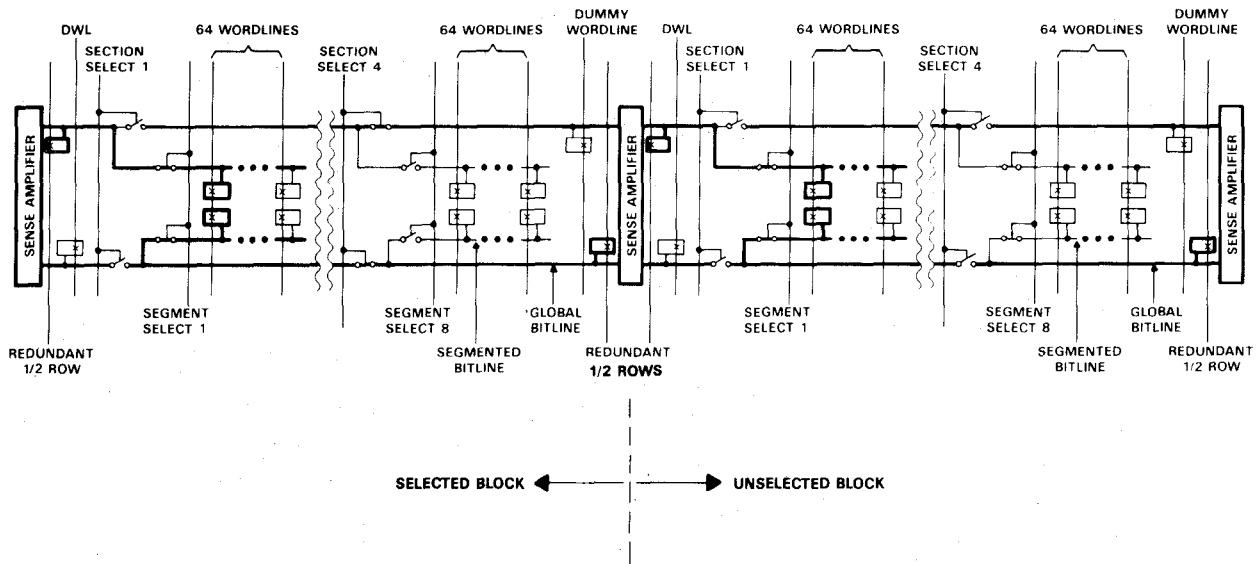 DWL
SECTION
SELECT 1
64 WORDLINES
SECTION
SELECT 4
64 WORDLINES
DUMMY
WORDLINE
DWL
SECTION
SELECT 1
64 WORDLINES
SECTION
SELECT 4
64 WORDLINES
DUMMY
WORDLINE
SENSE AMPLIFIER
SENSE AMPLIFIER
SENSE AMPLIFIER
SEGMENT
SELECT 1
SEGMENT
SELECT 8
GLOBAL
BITLINE
SEGMENT
SELECT 1
SEGMENT
SELECT 8
GLOBAL
BITLINE
REDUNDANT
1/2 ROW
SEGMENTED
BITLINE
REDUNDANT
1/2 ROWS
SEGMENTED
BITLINE
REDUNDANT
1/2 ROW
SELECTED BLOCK
UNSELECTED BLOCK